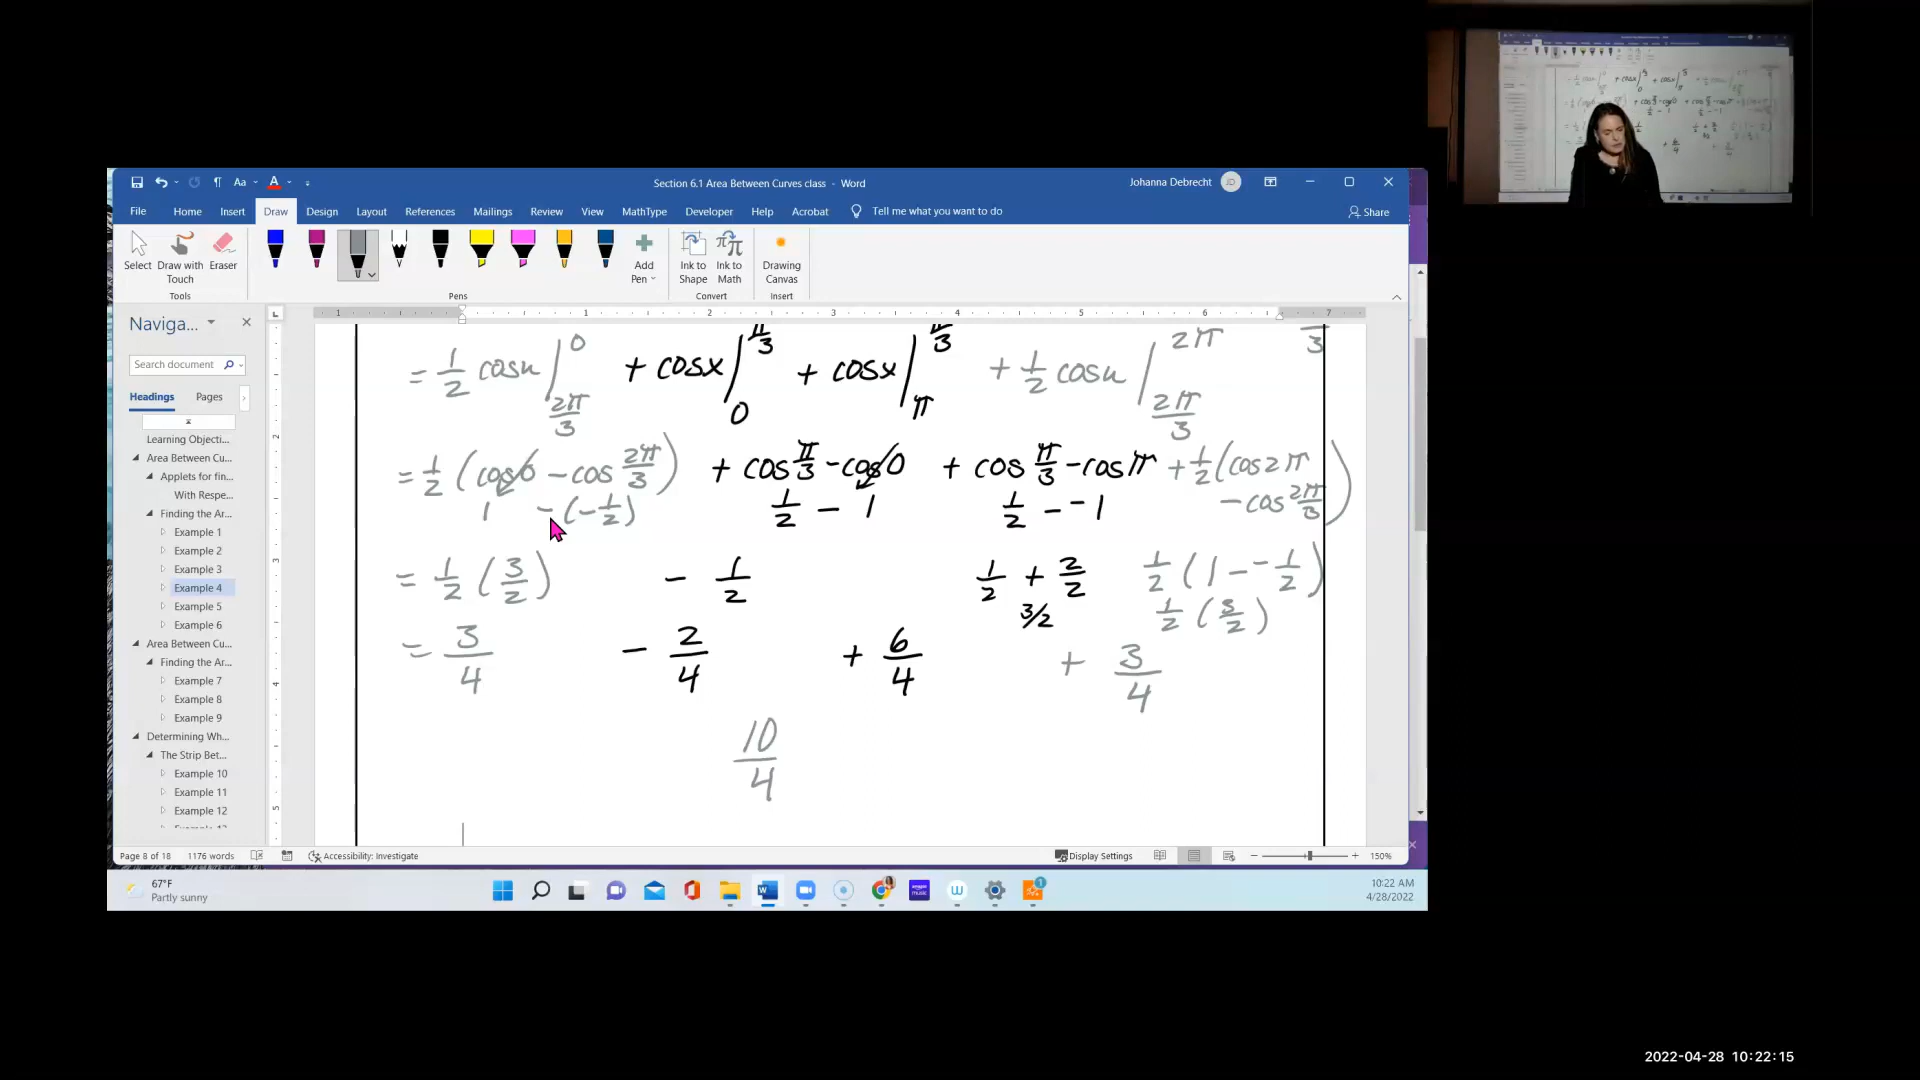 Section 6.1 Area Between Curves class - Word
Johanna Debrecht JD
File Home Insert Draw Design Layout References Mailings Review View MathType Developer Help Acrobat Tell me what you want to do
Share
Select Draw with Touch Eraser
Add Pen
Ink to Shape Ink to Math
Drawing Canvas
Tools Pens Convert Insert
1 1 2 3 4 5 6 7
Naviga...
Search document
Headings Pages
Learning Objecti...
Area Between Cu...
Applets for fin...
With Respe...
Finding the Ar...
Example 1
Example 2
Example 3
Example 4
Example 5
Example 6
Area Between Cu...
Finding the Ar...
Example 7
Example 8
Example 9
Determining Wh...
The Strip Bet...
Example 10
Example 11
Example 12
= 1/2 cos u |_{2π/3}^{0} + cos x |_{0}^{π/3} + cos x |_{π}^{π/3} + 1/2 cos u |_{2π/3}^{2π}
3
= 1/2 (cos 0 - cos 2π/3) + cos π/3 - cos 0 + cos π/3 - cos π + 1/2 (cos 2π - cos 2π/3)
1 - (-1/2) 1/2 - 1 1/2 - -1
= 1/2 (3/2) - 1/2 1/2 + 2/2 1/2 (1 - -1/2)
3/2 1/2 (3/2)
= 3/4 - 2/4 + 6/4 + 3/4
10/4
Page 8 of 18 1176 words Accessibility: Investigate Display Settings 150%
67°F
Partly sunny
10:22 AM
4/28/2022
2022-04-28 10:22:15